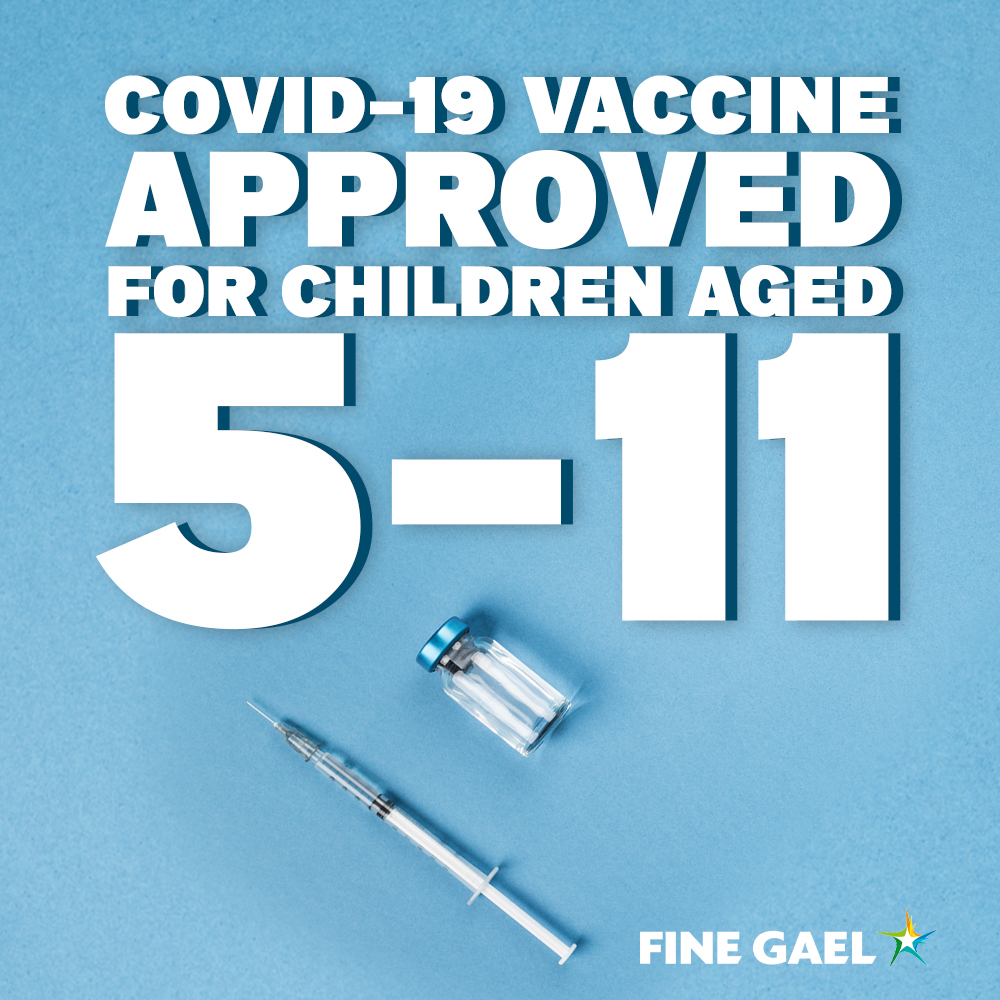 COVID-19 VACCINE
APPROVED
FOR CHILDREN AGED
5-11
FINE GAEL